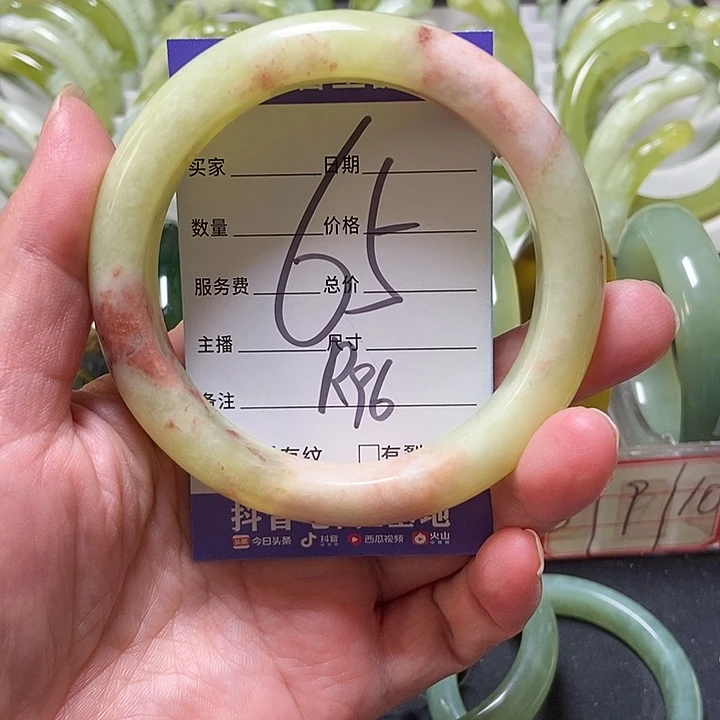 买家 日期
数量 价格
服务费 总价
主播 尺寸
备注
65
R96
有纹 有裂
抖音
头条 今日头条 抖音 西瓜视频 火山
P/10